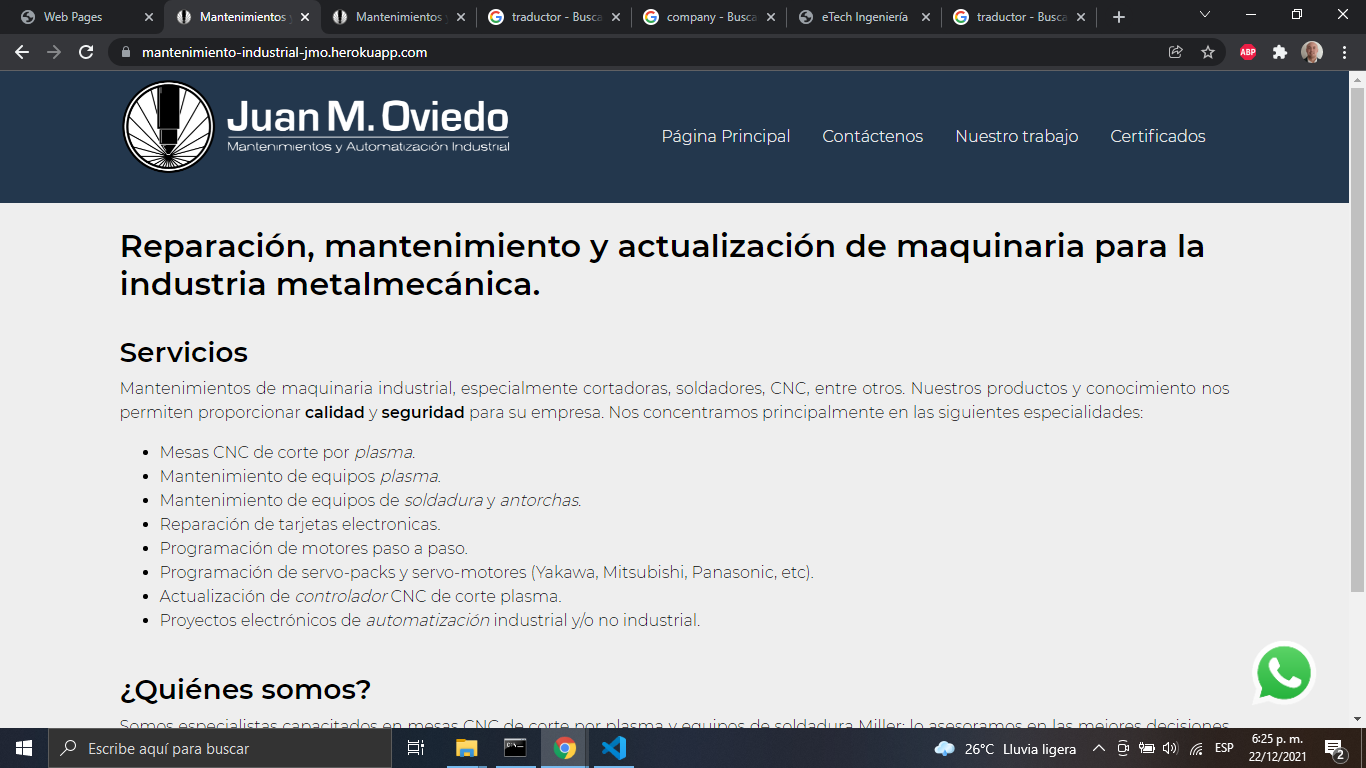 Web Pages
Mantenimientos y
Mantenimientos
traductor - Busca
company - Busca
eTech Ingeniería
traductor - Busca
mantenimiento-industrial-jmo.herokuapp.com
ABP
Juan M. Oviedo
Mantenimientos y Automatización Industrial
Página Principal
Contáctenos
Nuestro trabajo
Certificados
Reparación, mantenimiento y actualización de maquinaria para la
industria metalmecánica.
Servicios
Mantenimientos de maquinaria industrial, especialmente cortadoras, soldadores, CNC, entre otros. Nuestros productos y conocimiento nos
permiten proporcionar calidad y seguridad para su empresa. Nos concentramos principalmente en las siguientes especialidades:
Mesas CNC de corte por plasma.
Mantenimiento de equipos plasma.
Mantenimiento de equipos de soldadura y antorchas.
Reparación de tarjetas electronicas.
Programación de motores paso a paso.
Programación de servo-packs y servo-motores (Yakawa, Mitsubishi, Panasonic, etc).
Actualización de controlador CNC de corte plasma.
Proyectos electrónicos de automatización industrial y/o no industrial.
¿Quiénes somos?
Somos especialistas capacitados en mesas CNC de corte por plasma y equipos de soldadura Miller; lo asesoramos en las mejores decisiones
Escribe aquí para buscar
26°C Lluvia ligera
ESP
6:25 p. m.
22/12/2021
2